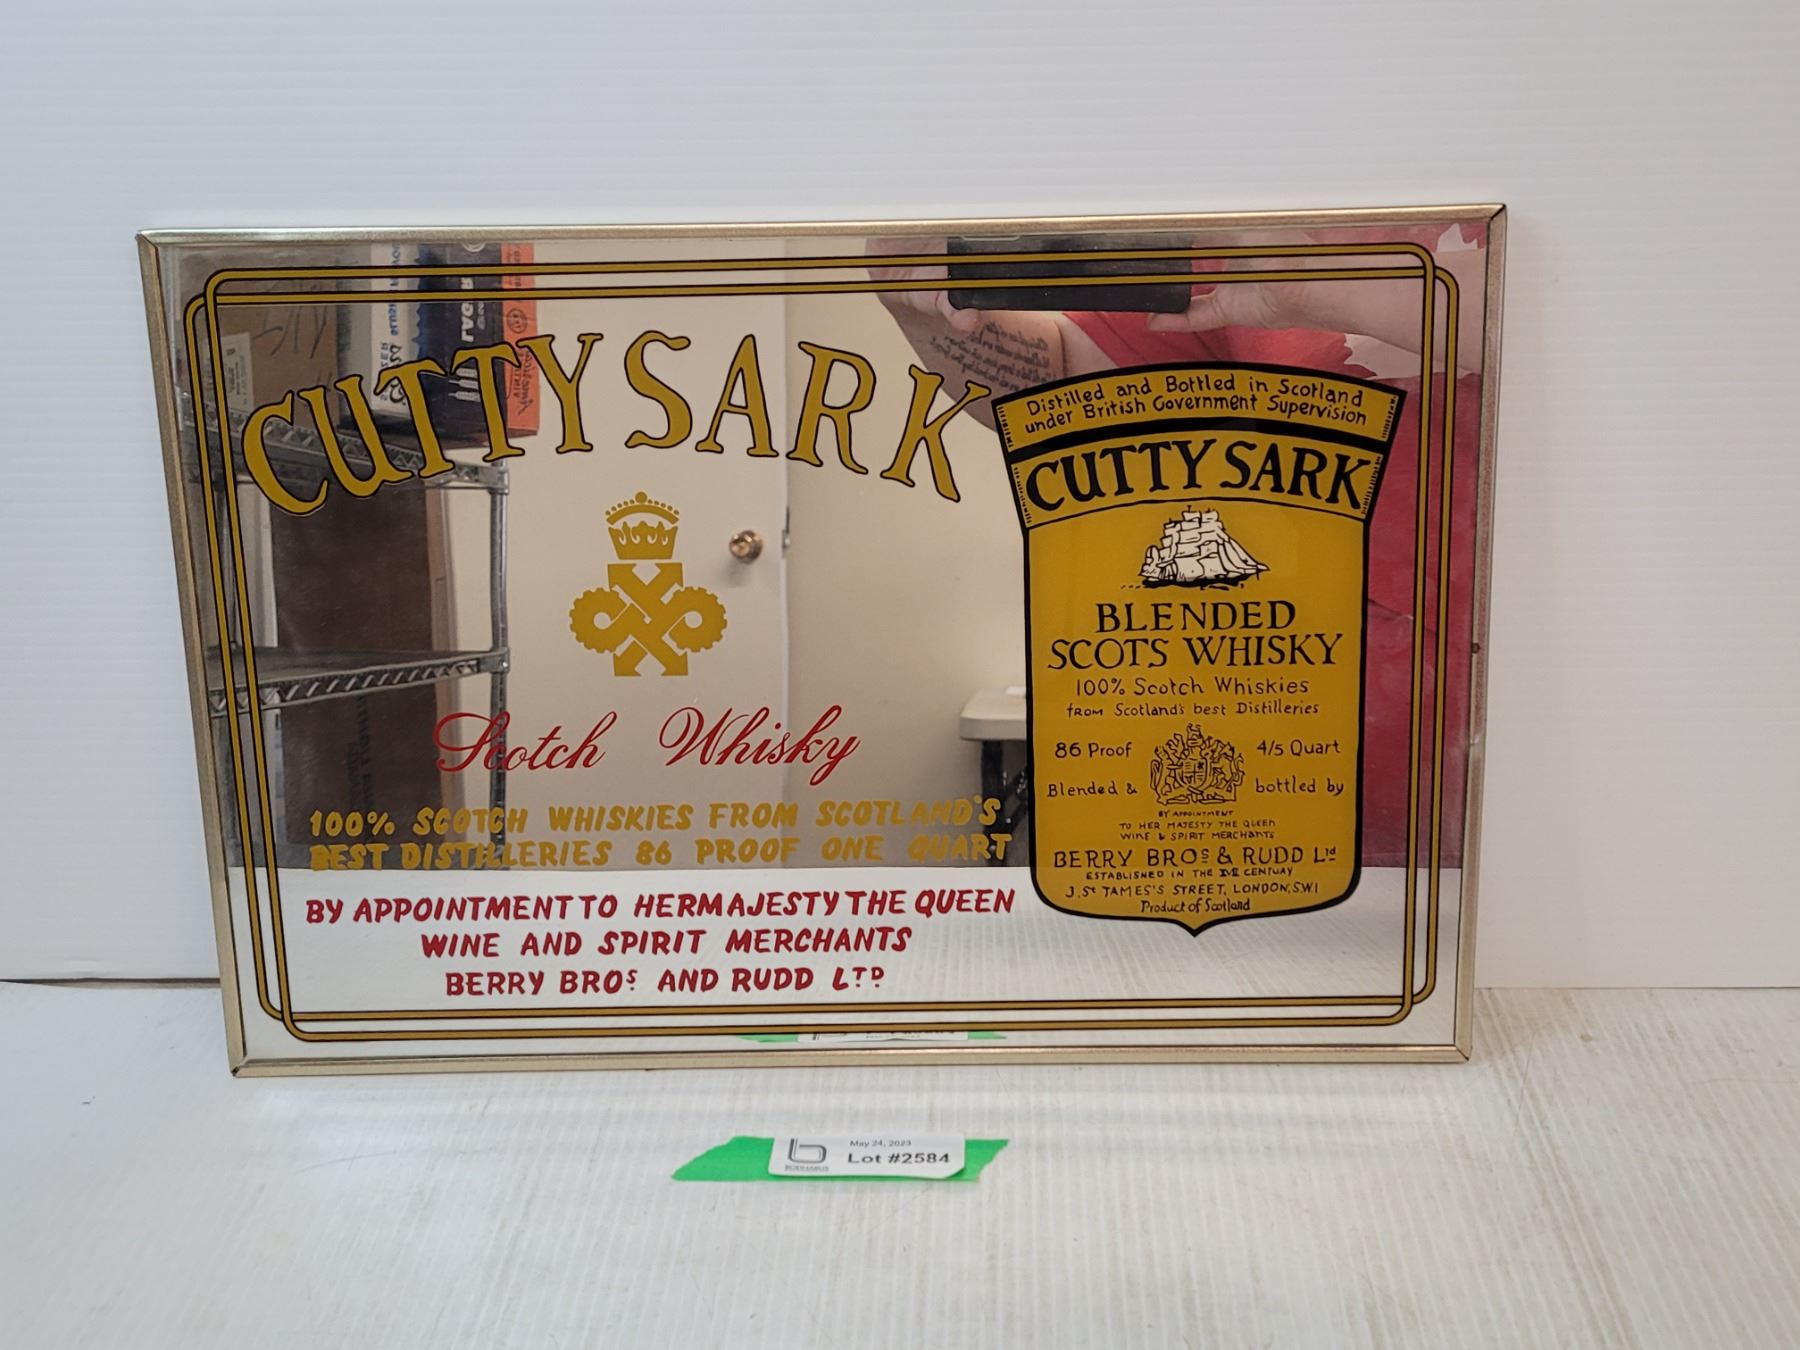 CUTTY SARK
Scotch Whisky
100% SCOTCH WHISKIES FROM SCOTLAND'S
BEST DISTILLERIES 86 PROOF ONE QUART
BY APPOINTMENT TO HERMAJESTY THE QUEEN
WINE AND SPIRIT MERCHANTS
BERRY BROS AND RUDD LTD
Distilled and Bottled in Scotland
under British Government Supervision
CUTTY SARK
BLENDED
SCOTS WHISKY
100% Scotch Whiskies
from Scotland's best Distilleries
86 Proof 4/5 Quart
Blended & bottled by
BY APPOINTMENT
TO HER MAJESTY THE QUEEN
WINE & SPIRIT MERCHANTS
BERRY BROS & RUDD Ltd
ESTABLISHED IN THE XVII CENTUAY
3.St TAMES'S STREET, LONDON,S.W.1
Product of Scotland
May 24, 2023
Lot #2584